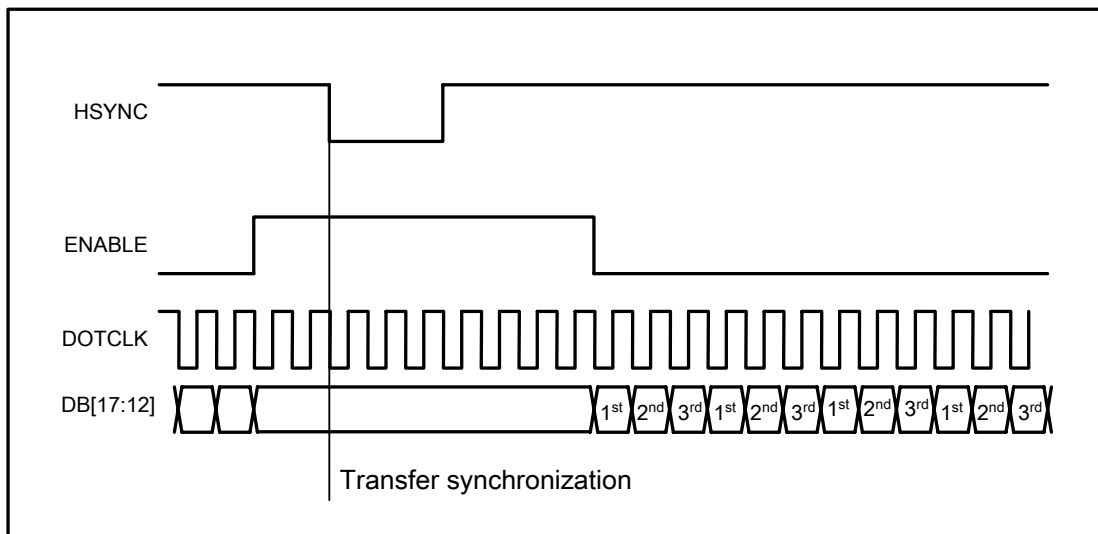 HSYNC
ENABLE
DOTCLK
DB[17:12]
1st 2nd 3rd 1st 2nd 3rd 1st 2nd 3rd 1st 2nd 3rd
Transfer synchronization